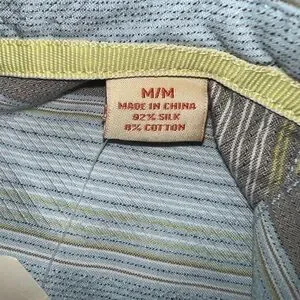 M/M
MADE IN CHINA
92% SILK
8% COTTON